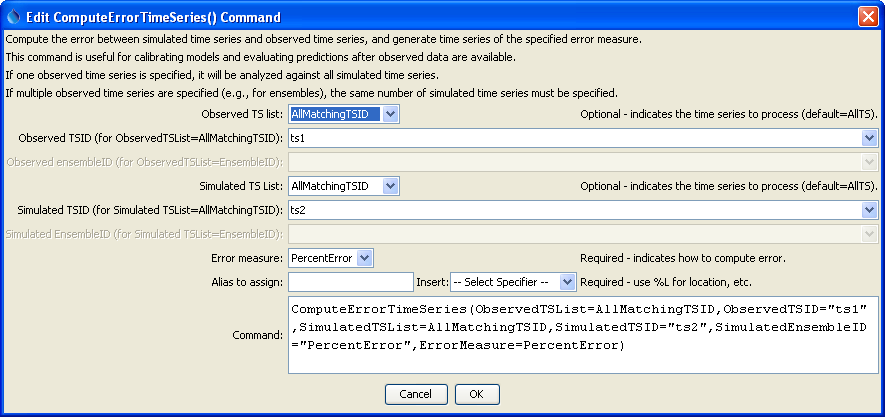 Edit ComputeErrorTimeSeries() Command
Compute the error between simulated time series and observed time series, and generate time series of the specified error measure.
This command is useful for calibrating models and evaluating predictions after observed data are available.
If one observed time series is specified, it will be analyzed against all simulated time series.
If multiple observed time series are specified (e.g., for ensembles), the same number of simulated time series must be specified.
Observed TS list: AllMatchingTSID Optional - indicates the time series to process (default=AllTS).
Observed TSID (for ObservedTSList=AllMatchingTSID): ts1
Observed ensembleID (for ObservedTSList=EnsembleID):
Simulated TS List: AllMatchingTSID Optional - indicates the time series to process (default=AllTS).
Simulated TSID (for Simulated TSList=AllMatchingTSID): ts2
Simulated EnsembleID (for Simulated TSList=EnsembleID):
Error measure: PercentError Required - indicates how to compute error.
Alias to assign: Insert: -- Select Specifier -- Required - use %L for location, etc.
Command:
ComputeErrorTimeSeries(ObservedTSList=AllMatchingTSID,ObservedTSID="ts1"
,SimulatedTSList=AllMatchingTSID,SimulatedTSID="ts2",SimulatedEnsembleID
="PercentError",ErrorMeasure=PercentError)
Cancel OK